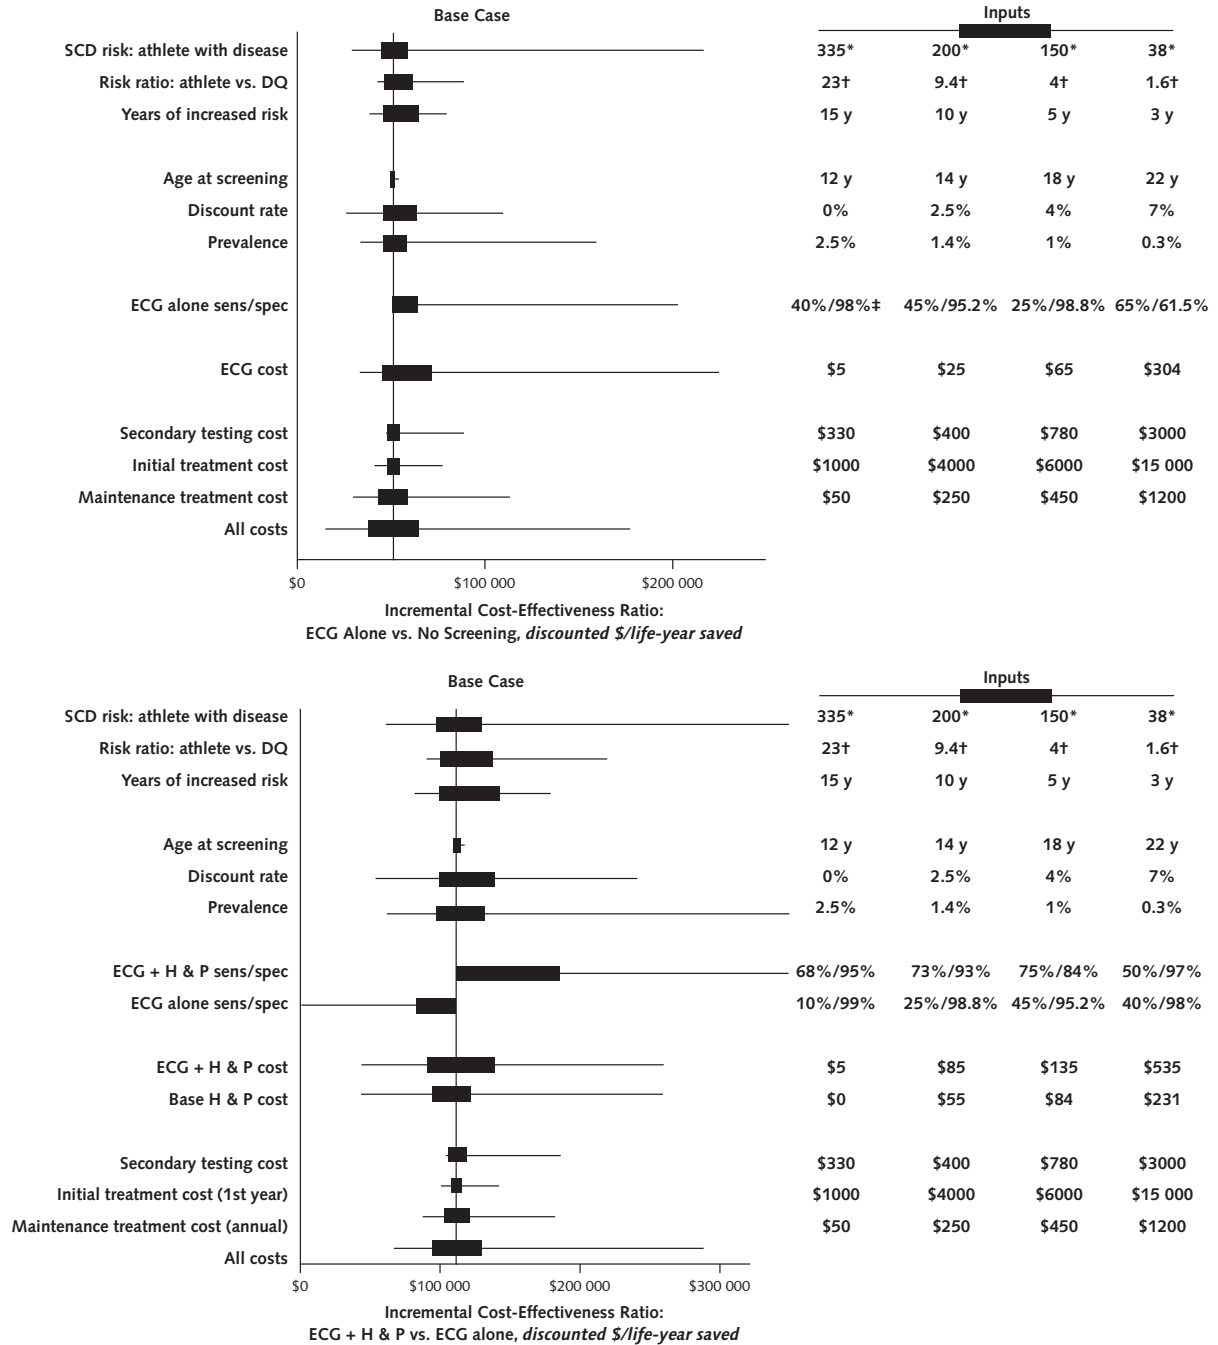 Base Case
Inputs
SCD risk: athlete with disease 335* 200* 150* 38*
Risk ratio: athlete vs. DQ 23† 9.4† 4† 1.6†
Years of increased risk 15 y 10 y 5 y 3 y
Age at screening 12 y 14 y 18 y 22 y
Discount rate 0% 2.5% 4% 7%
Prevalence 2.5% 1.4% 1% 0.3%
ECG alone sens/spec 40%/98%‡ 45%/95.2% 25%/98.8% 65%/61.5%
ECG cost $5 $25 $65 $304
Secondary testing cost $330 $400 $780 $3000
Initial treatment cost $1000 $4000 $6000 $15 000
Maintenance treatment cost $50 $250 $450 $1200
All costs
$0 $100 000 $200 000
Incremental Cost-Effectiveness Ratio:
ECG Alone vs. No Screening, discounted $/life-year saved
Base Case
Inputs
SCD risk: athlete with disease 335* 200* 150* 38*
Risk ratio: athlete vs. DQ 23† 9.4† 4† 1.6†
Years of increased risk 15 y 10 y 5 y 3 y
Age at screening 12 y 14 y 18 y 22 y
Discount rate 0% 2.5% 4% 7%
Prevalence 2.5% 1.4% 1% 0.3%
ECG + H & P sens/spec 68%/95% 73%/93% 75%/84% 50%/97%
ECG alone sens/spec 10%/99% 25%/98.8% 45%/95.2% 40%/98%
ECG + H & P cost $5 $85 $135 $535
Base H & P cost $0 $55 $84 $231
Secondary testing cost $330 $400 $780 $3000
Initial treatment cost (1st year) $1000 $4000 $6000 $15 000
Maintenance treatment cost (annual) $50 $250 $450 $1200
All costs
$0 $100 000 $200 000 $300 000
Incremental Cost-Effectiveness Ratio:
ECG + H & P vs. ECG alone, discounted $/life-year saved